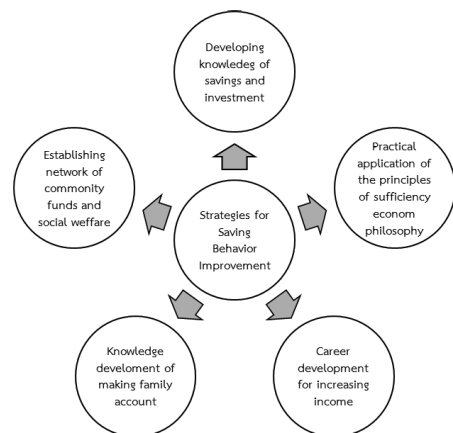 Developing
knowledeg of
savings and
investment
Establishing
network of
commonity
funds and
social weffare
Practical
application of
the principles
of sufficiency
econom
philosophy
Strategies for
Saving
Behavior
Improvement
Knowledge
develoment of
making family
account
Career
development
for increasing
income